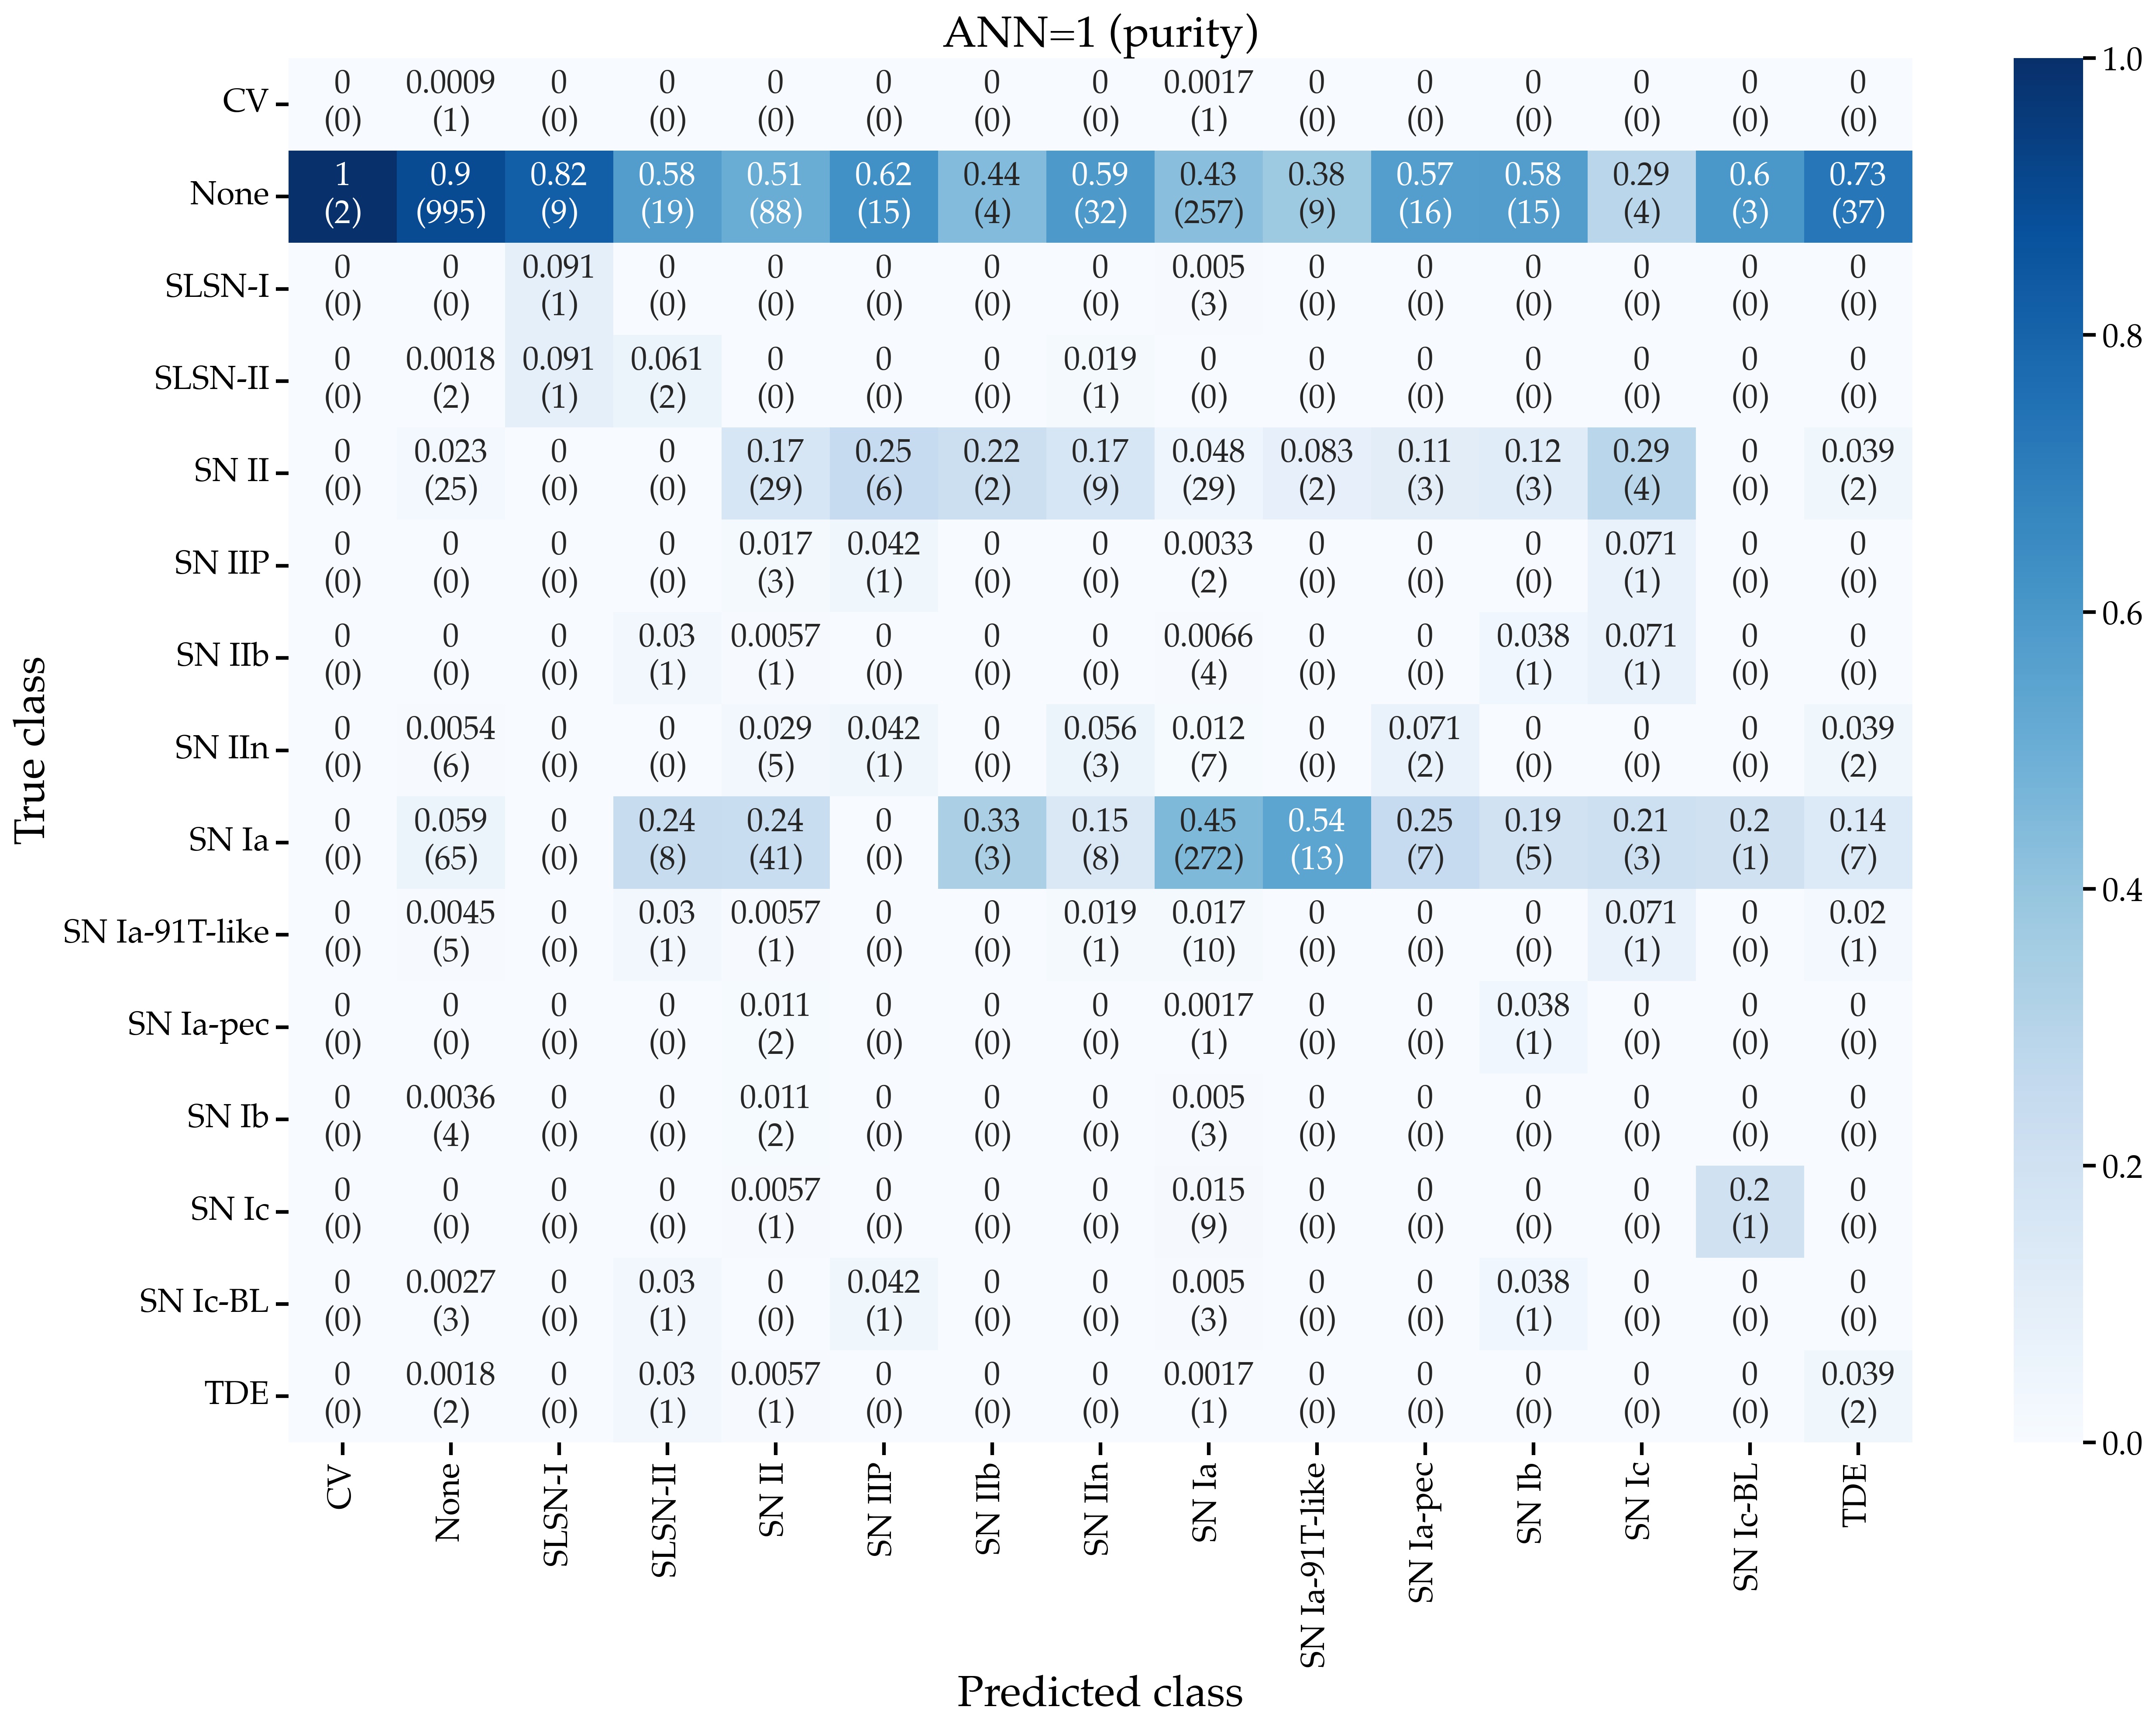 ANN=1 (purity)
CV 0 0.0009 0 0 0 0 0 0 0.0017 0 0 0 0 0 0
(0) (1) (0) (0) (0) (0) (0) (0) (1) (0) (0) (0) (0) (0) (0)
None 1 0.9 0.82 0.58 0.51 0.62 0.44 0.59 0.43 0.38 0.57 0.58 0.29 0.6 0.73
(2) (995) (9) (19) (88) (15) (4) (32) (257) (9) (16) (15) (4) (3) (37)
SLSN-I 0 0 0.091 0 0 0 0 0 0.005 0 0 0 0 0 0
(0) (0) (1) (0) (0) (0) (0) (0) (3) (0) (0) (0) (0) (0) (0)
SLSN-II 0 0.0018 0.091 0.061 0 0 0 0.019 0 0 0 0 0 0 0
(0) (2) (1) (2) (0) (0) (0) (1) (0) (0) (0) (0) (0) (0) (0)
SN II 0 0.023 0 0 0.17 0.25 0.22 0.17 0.048 0.083 0.11 0.12 0.29 0 0.039
(0) (25) (0) (0) (29) (6) (2) (9) (29) (2) (3) (3) (4) (0) (2)
SN IIP 0 0 0 0 0.017 0.042 0 0 0.0033 0 0 0 0.071 0 0
(0) (0) (0) (0) (3) (1) (0) (0) (2) (0) (0) (0) (1) (0) (0)
SN IIb 0 0 0 0.03 0.0057 0 0 0 0.0066 0 0 0.038 0.071 0 0
(0) (0) (0) (1) (1) (0) (0) (0) (4) (0) (0) (1) (1) (0) (0)
SN IIn 0 0.0054 0 0 0.029 0.042 0 0.056 0.012 0 0.071 0 0 0 0.039
(0) (6) (0) (0) (5) (1) (0) (3) (7) (0) (2) (0) (0) (0) (2)
SN Ia 0 0.059 0 0.24 0.24 0 0.33 0.15 0.45 0.54 0.25 0.19 0.21 0.2 0.14
(0) (65) (0) (8) (41) (0) (3) (8) (272) (13) (7) (5) (3) (1) (7)
SN Ia-91T-like 0 0.0045 0 0.03 0.0057 0 0 0.019 0.017 0 0 0 0.071 0 0.02
(0) (5) (0) (1) (1) (0) (0) (1) (10) (0) (0) (0) (1) (0) (1)
SN Ia-pec 0 0 0 0 0.011 0 0 0 0.0017 0 0 0.038 0 0 0
(0) (0) (0) (0) (2) (0) (0) (0) (1) (0) (0) (1) (0) (0) (0)
SN Ib 0 0.0036 0 0 0.011 0 0 0 0.005 0 0 0 0 0 0
(0) (4) (0) (0) (2) (0) (0) (0) (3) (0) (0) (0) (0) (0) (0)
SN Ic 0 0 0 0 0.0057 0 0 0 0.015 0 0 0 0 0.2 0
(0) (0) (0) (0) (1) (0) (0) (0) (9) (0) (0) (0) (0) (1) (0)
SN Ic-BL 0 0.0027 0 0.03 0 0.042 0 0 0.005 0 0 0.038 0 0 0
(0) (3) (0) (1) (0) (1) (0) (0) (3) (0) (0) (1) (0) (0) (0)
TDE 0 0.0018 0 0.03 0.0057 0 0 0 0.0017 0 0 0 0 0 0.039
(0) (2) (0) (1) (1) (0) (0) (0) (1) (0) (0) (0) (0) (0) (2)
CV None SLSN-I SLSN-II SN II SN IIP SN IIb SN IIn SN Ia SN Ia-91T-like SN Ia-pec SN Ib SN Ic SN Ic-BL TDE
Predicted class
True class
1.0
0.8
0.6
0.4
0.2
0.0